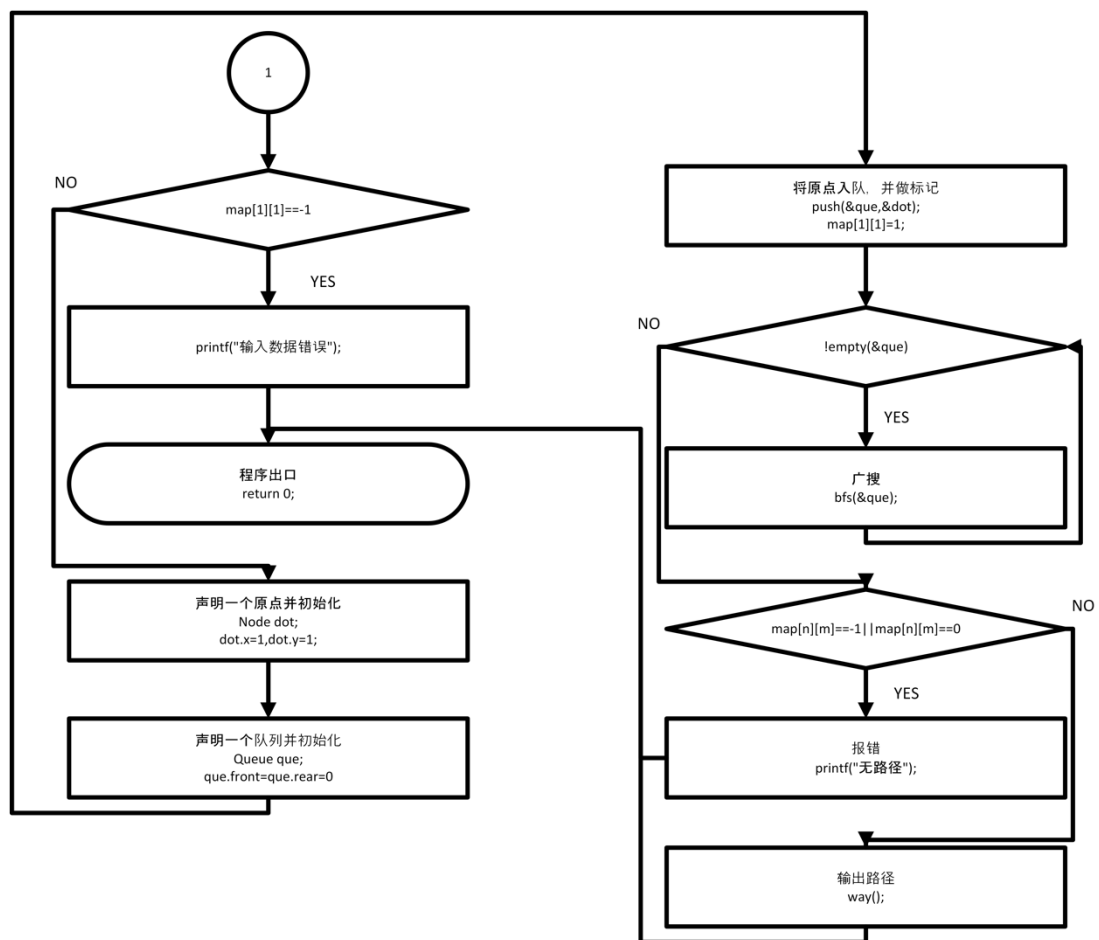 1
NO
map[1][1]==-1
YES
printf("输入数据错误");
程序出口
return 0;
声明一个原点并初始化
Node dot;
dot.x=1,dot.y=1;
声明一个队列并初始化
Queue que;
que.front=que.rear=0
将原点入队，并做标记
push(&que,&dot);
map[1][1]=1;
NO
!empty(&que)
YES
广搜
bfs(&que);
NO
map[n][m]==-1||map[n][m]==0
YES
报错
printf("无路径");
输出路径
way();